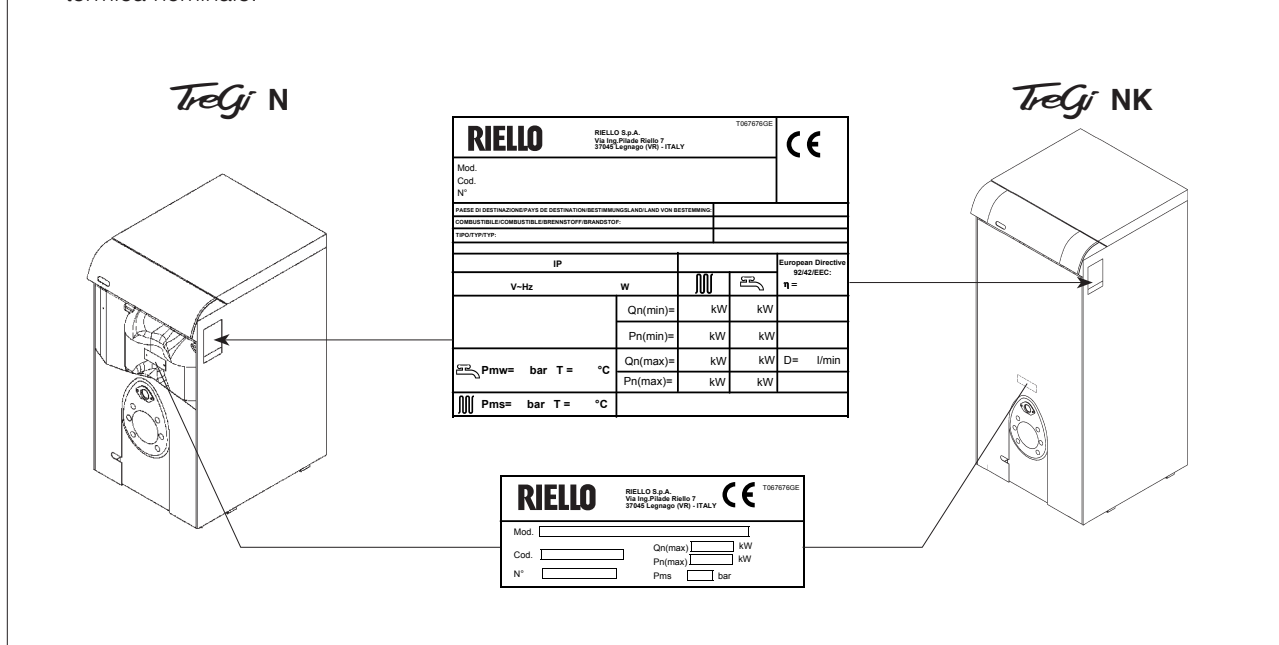 termica nominale.
TreGi N
TreGi NK
RIELLO
RIELLO S.p.A.
Via Ing.Pilade Riello 7
37045 Legnago (VR) - ITALY
T067676GE
CE
Mod.
Cod.
N°
PAESE DI DESTINAZIONE/PAYS DE DESTINATION/BESTIMMUNGSLAND/LAND VON BESTEMMING:
COMBUSTIBILE/COMBUSTIBLE/BRENNSTOFF/BRANDSTOF:
TIPO/TYP/TYP:
IP
European Directive
92/42/EEC:
V~Hz W
η =
Qn(min)= kW kW
Pn(min)= kW kW
Qn(max)= kW kW D= l/min
Pmw= bar T = °C
Pn(max)= kW kW
Pms= bar T = °C
RIELLO
RIELLO S.p.A.
Via Ing.Pilade Riello 7
37045 Legnago (VR) - ITALY
CE
T067676GE
Mod.
Cod.
Qn(max) kW
Pn(max) kW
N°
Pms bar